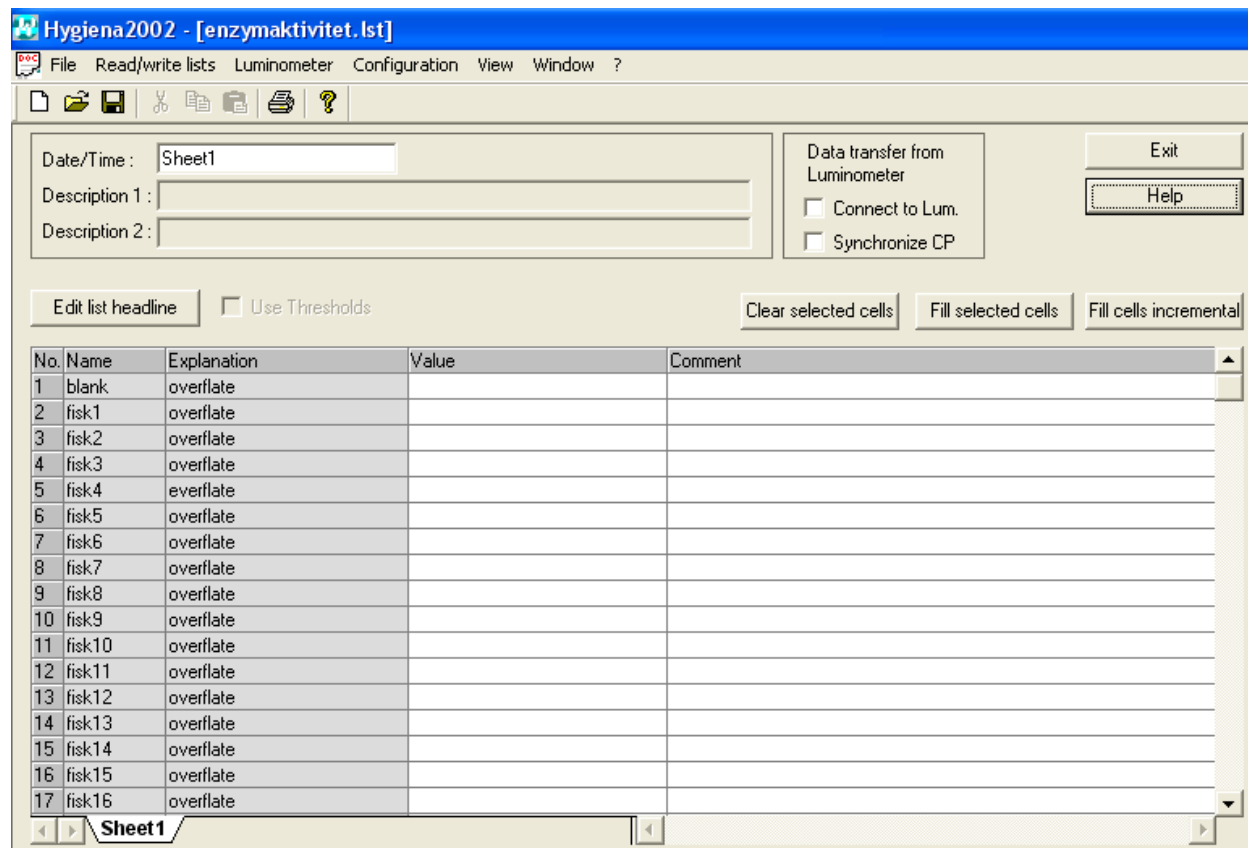 Hygiena2002 - [enzymaktivitet.lst]
DOC File Read/write lists Luminometer Configuration View Window ?
Date/Time : Sheet1
Description 1 :
Description 2 :
Data transfer from
Luminometer
Connect to Lum.
Synchronize CP
Exit
Help
Edit list headline Use Thresholds Clear selected cells Fill selected cells Fill cells incremental
No. Name Explanation Value Comment
1 blank overflate
2 fisk1 overflate
3 fisk2 overflate
4 fisk3 overflate
5 fisk4 everflate
6 fisk5 overflate
7 fisk6 overflate
8 fisk7 overflate
9 fisk8 overflate
10 fisk9 overflate
11 fisk10 overflate
12 fisk11 overflate
13 fisk12 overflate
14 fisk13 overflate
15 fisk14 overflate
16 fisk15 overflate
17 fisk16 overflate
Sheet1